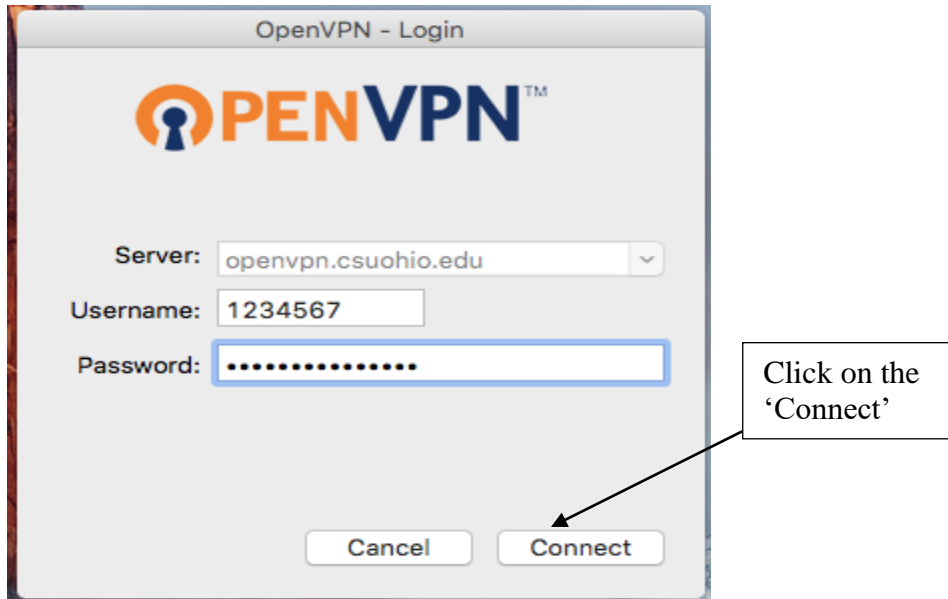 OpenVPN - Login
OPENVPN™
Server: openvpn.csuohio.edu
Username: 1234567
Password: •••••••••••••••
Click on the
‘Connect’
Cancel Connect